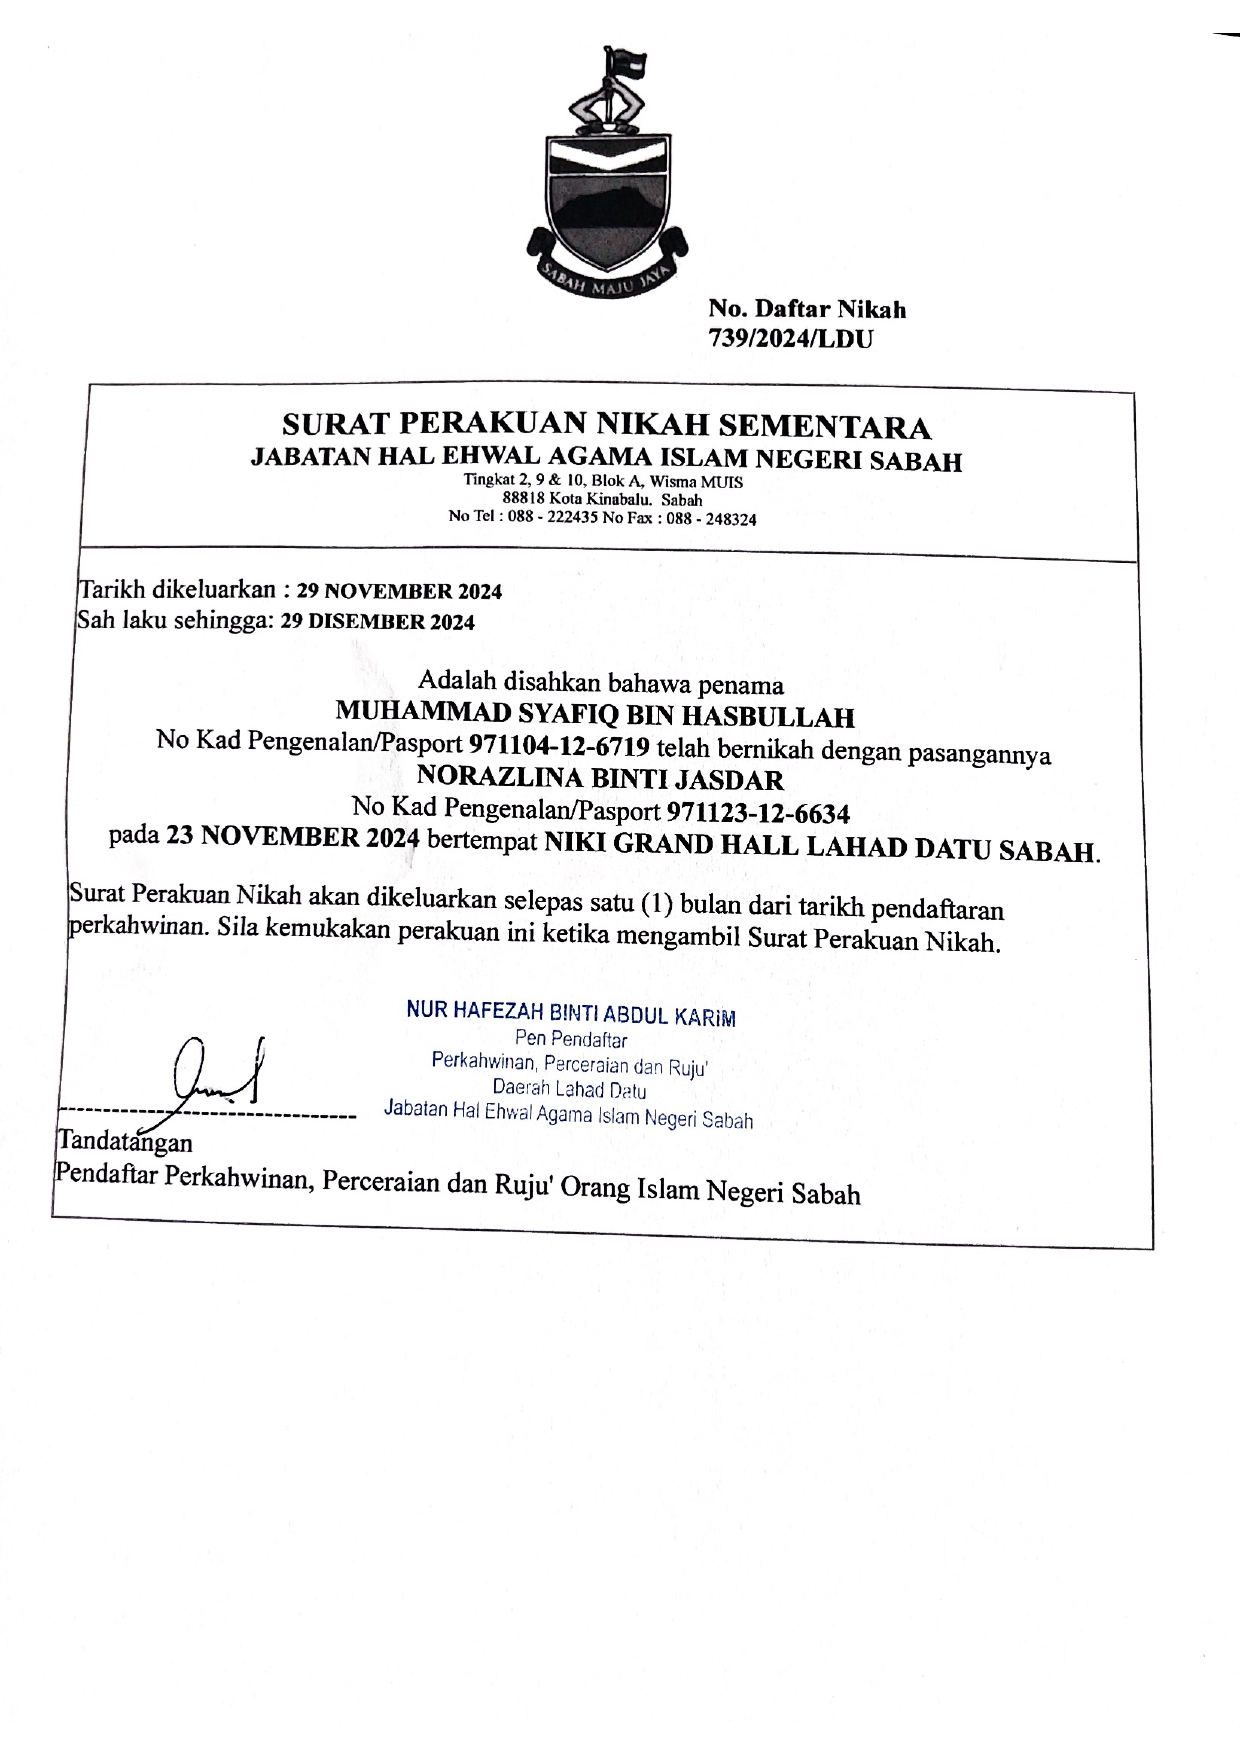 SABAH MAJU JAYA
No. Daftar Nikah
739/2024/LDU
SURAT PERAKUAN NIKAH SEMENTARA
JABATAN HAL EHWAL AGAMA ISLAM NEGERI SABAH
Tingkat 2, 9 & 10, Blok A, Wisma MUIS
88818 Kota Kinabalu. Sabah
No Tel : 088 - 222435 No Fax : 088 - 248324
Tarikh dikeluarkan : 29 NOVEMBER 2024
Sah laku sehingga: 29 DISEMBER 2024
Adalah disahkan bahawa penama
MUHAMMAD SYAFIQ BIN HASBULLAH
No Kad Pengenalan/Pasport 971104-12-6719 telah bernikah dengan pasangannya
NORAZLINA BINTI JASDAR
No Kad Pengenalan/Pasport 971123-12-6634
pada 23 NOVEMBER 2024 bertempat NIKI GRAND HALL LAHAD DATU SABAH.
Surat Perakuan Nikah akan dikeluarkan selepas satu (1) bulan dari tarikh pendaftaran
perkahwinan. Sila kemukakan perakuan ini ketika mengambil Surat Perakuan Nikah.
NUR HAFEZAH BINTI ABDUL KARIM
Pen Pendaftar
Perkahwinan, Perceraian dan Ruju'
Daerah Lahad Datu
Jabatan Hal Ehwal Agama Islam Negeri Sabah
Tandatangan
Pendaftar Perkahwinan, Perceraian dan Ruju' Orang Islam Negeri Sabah